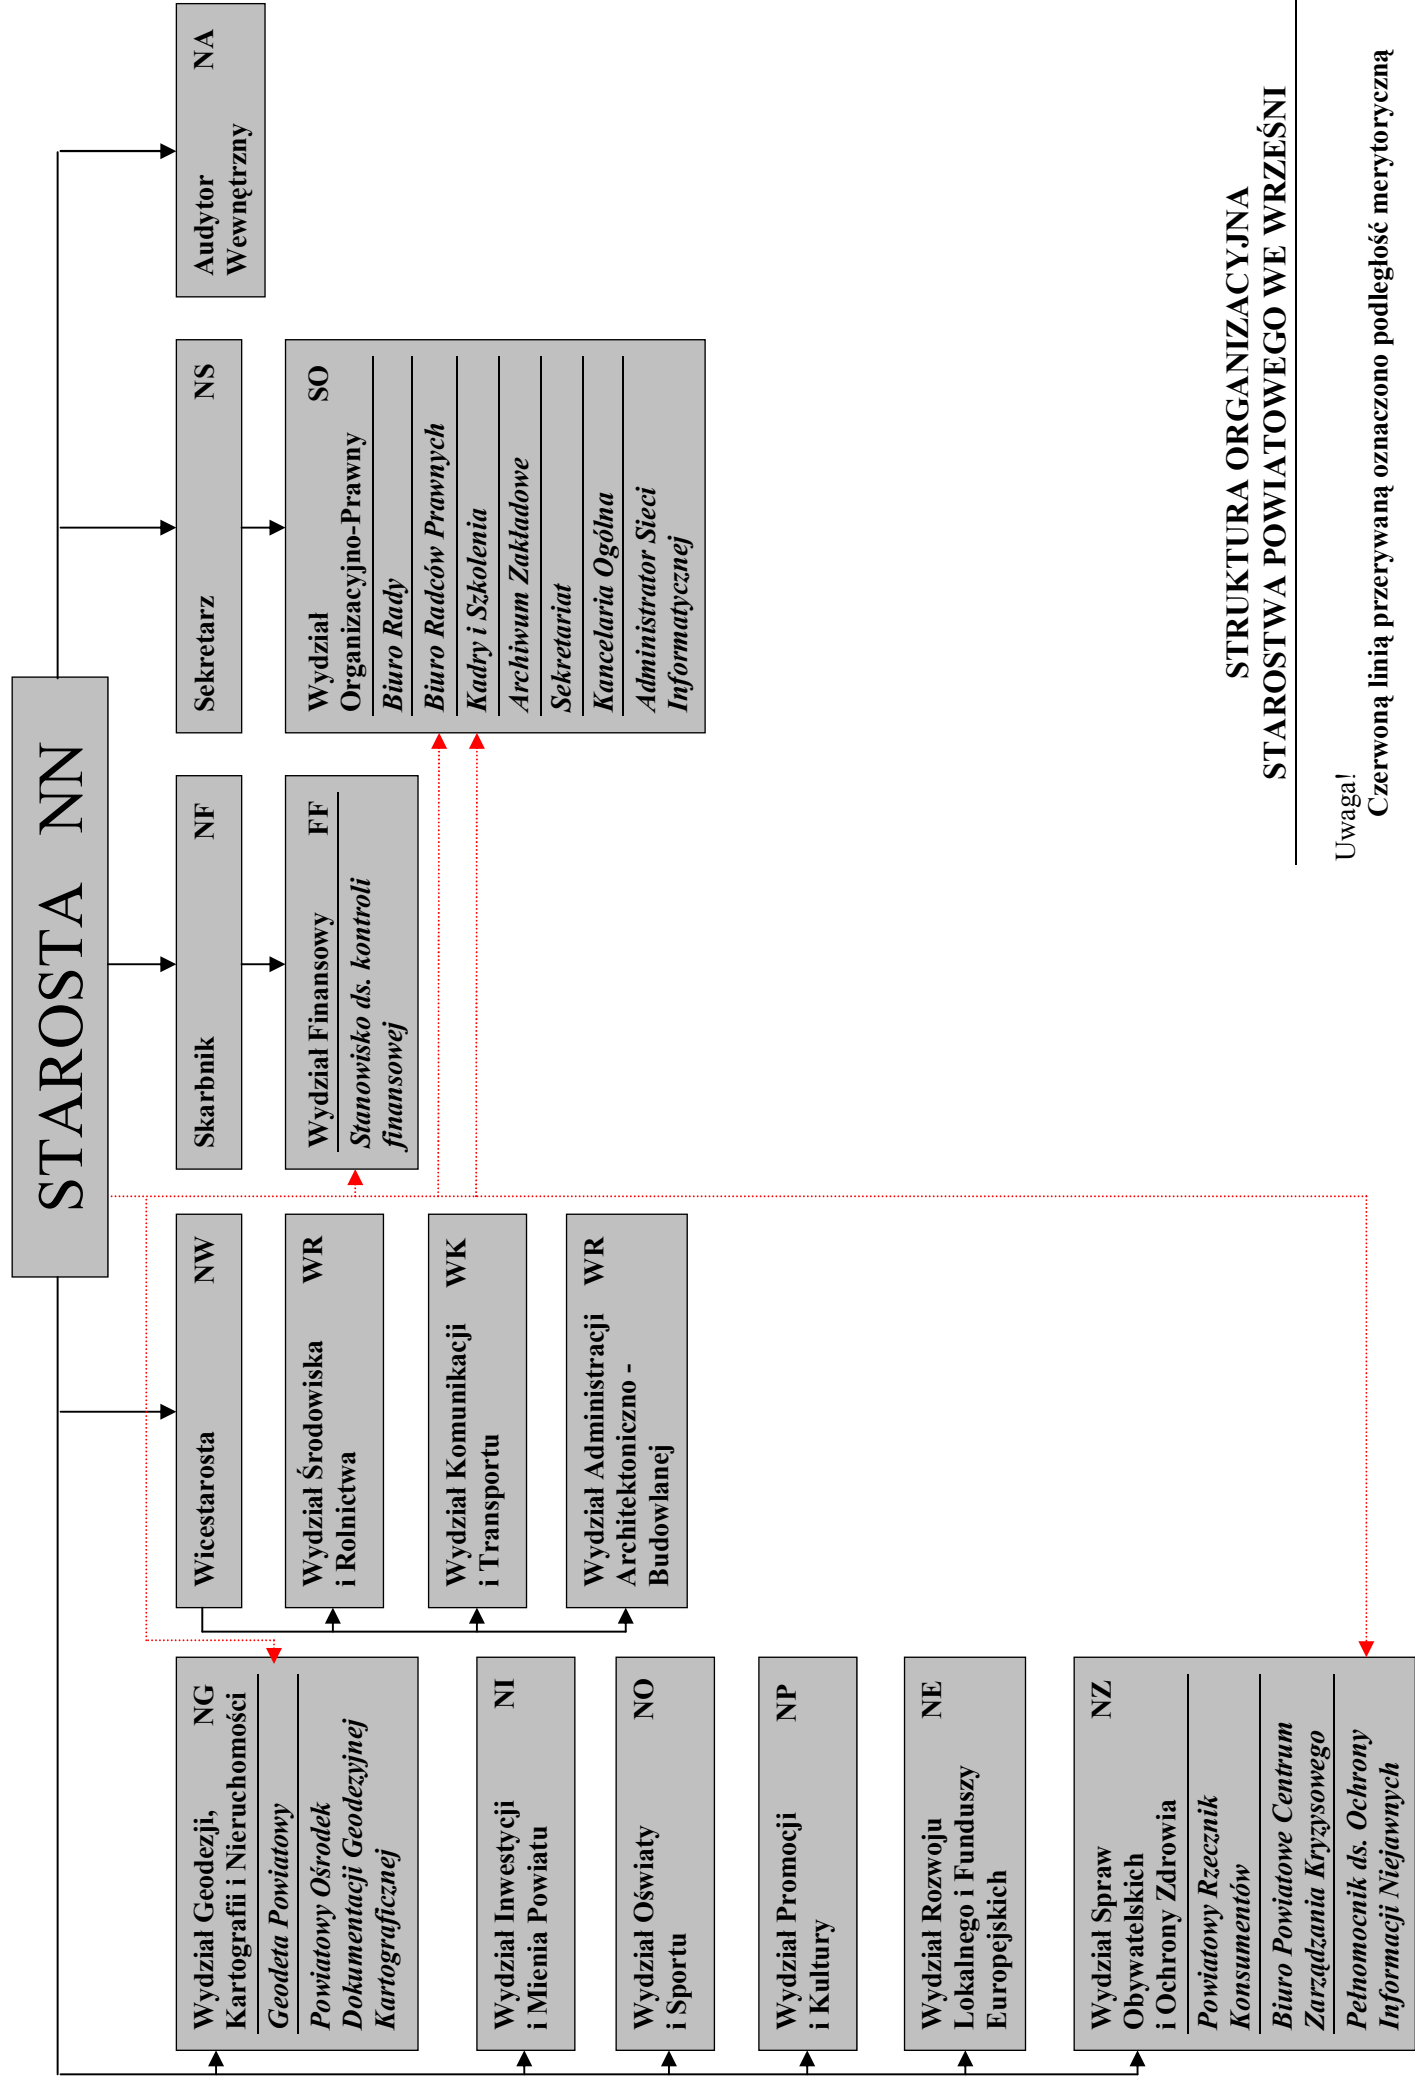 STAROSTA NN
Wydział Geodezji, NG
Kartografii i Nieruchomości
Geodeta Powiatowy
Powiatowy Ośrodek
Dokumentacji Geodezyjnej
Kartograficznej
Wydział Inwestycji NI
i Mienia Powiatu
Wydział Oświaty NO
i Sportu
Wydział Promocji NP
i Kultury
Wydział Rozwoju NE
Lokalnego i Funduszy
Europejskich
Wydział Spraw NZ
Obywatelskich
i Ochrony Zdrowia
Powiatowy Rzecznik
Konsumentów
Biuro Powiatowe Centrum
Zarządzania Kryzysowego
Pełnomocnik ds. Ochrony
Informacji Niejawnych
Wicestarosta NW
Wydział Środowiska WR
i Rolnictwa
Wydział Komunikacji WK
i Transportu
Wydział Administracji WR
Architektoniczno -
Budowlanej
Skarbnik NF
Wydział Finansowy FF
Stanowisko ds. kontroli
finansowej
Sekretarz NS
Wydział SO
Organizacyjno-Prawny
Biuro Rady
Biuro Radców Prawnych
Kadry i Szkolenia
Archiwum Zakładowe
Sekretariat
Kancelaria Ogólna
Administrator Sieci
Informatycznej
Audytor NA
Wewnętrzny
STRUKTURA ORGANIZACYJNA
STAROSTWA POWIATOWEGO WE WRZEŚNI
Uwaga!
Czerwoną linią przerywaną oznaczono podległość merytoryczną